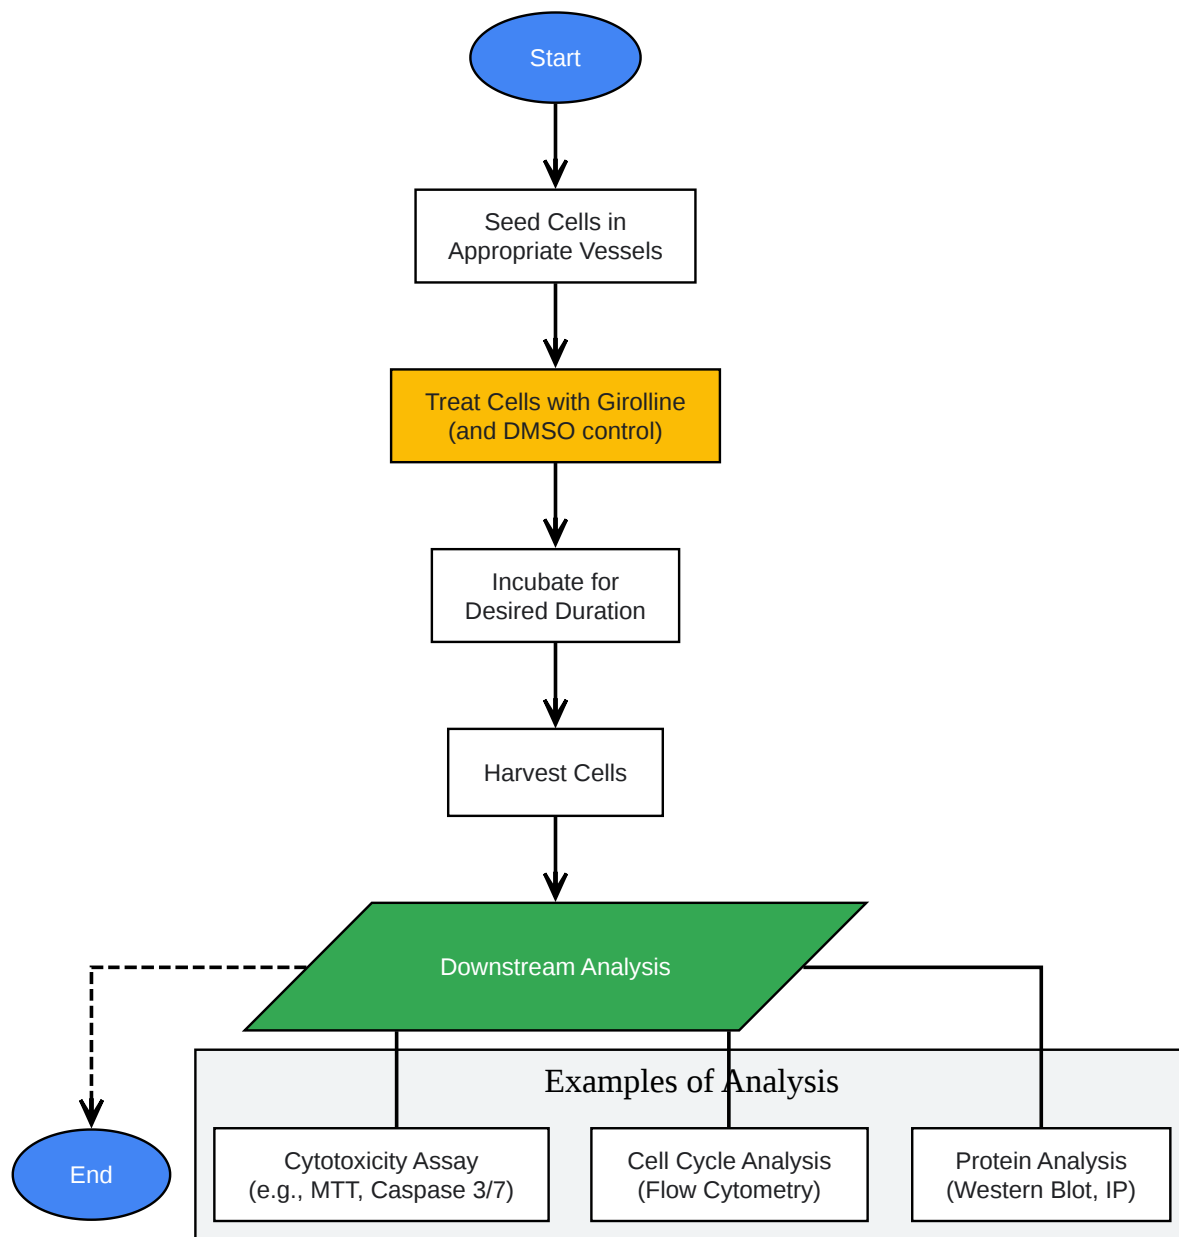 Start
Seed Cells in
Appropriate Vessels
Treat Cells with Girolline
(and DMSO control)
Incubate for
Desired Duration
Harvest Cells
Downstream Analysis
Examples of Analysis
End
Cytotoxicity Assay
(e.g., MTT, Caspase 3/7)
Cell Cycle Analysis
(Flow Cytometry)
Protein Analysis
(Western Blot, IP)